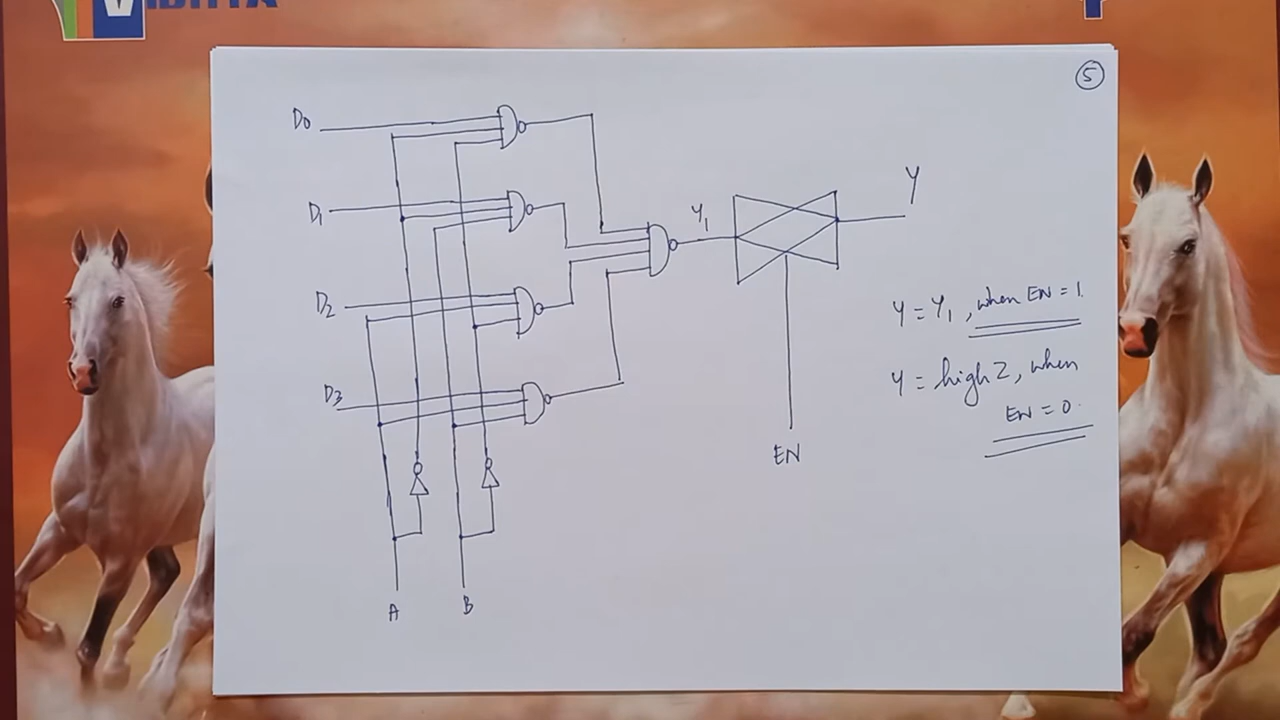 5
D0
D1
Y1
Y
D2
Y = Y1, when EN = 1.
D3
Y = high Z, when
EN = 0.
EN
A
B